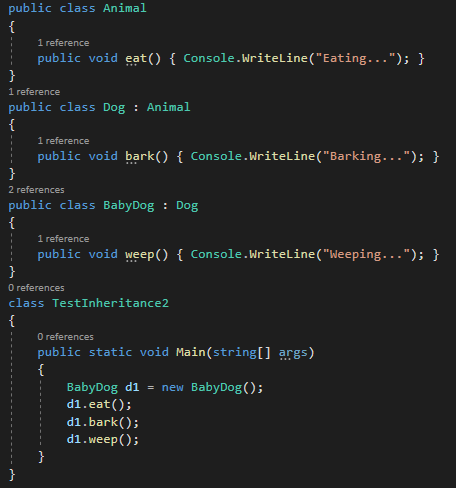 public class Animal
{
1 reference
public void eat() { Console.WriteLine("Eating..."); }
}
1 reference
public class Dog : Animal
{
1 reference
public void bark() { Console.WriteLine("Barking..."); }
}
2 references
public class BabyDog : Dog
{
1 reference
public void weep() { Console.WriteLine("Weeping..."); }
}
0 references
class TestInheritance2
{
0 references
public static void Main(string[] args)
{
BabyDog d1 = new BabyDog();
d1.eat();
d1.bark();
d1.weep();
}
}